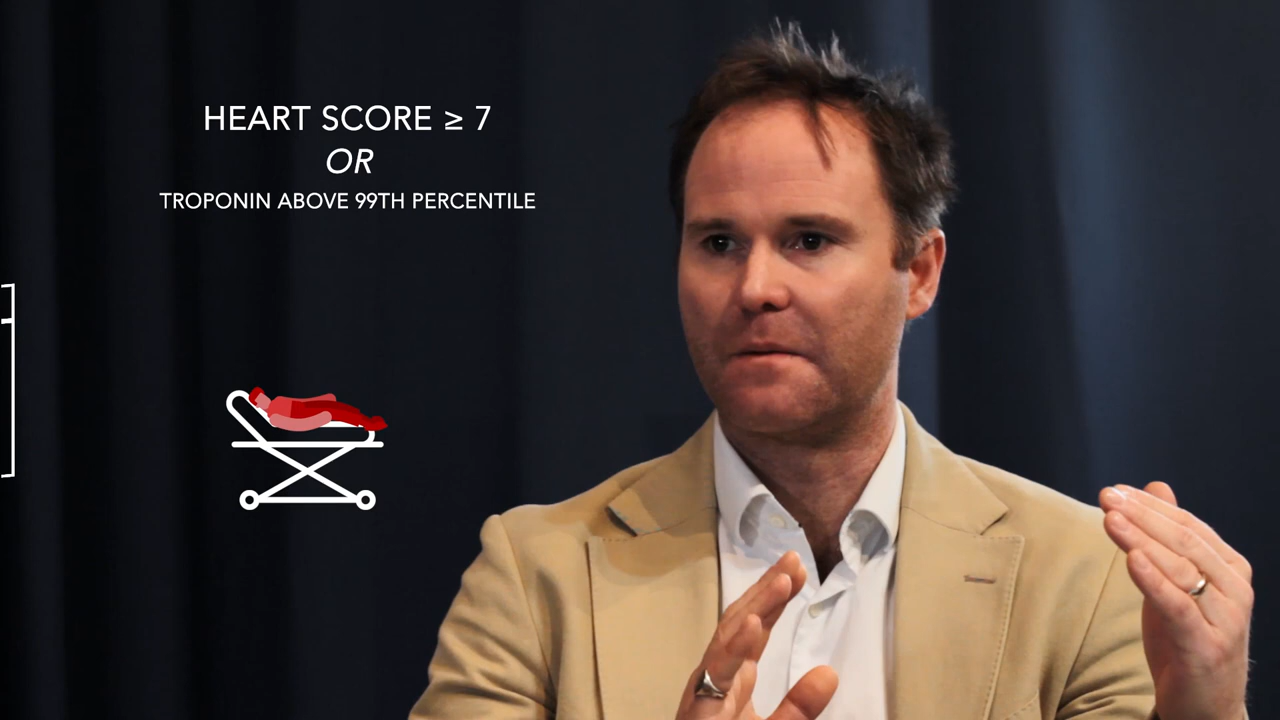 HEART SCORE ≥ 7
OR
TROPONIN ABOVE 99TH PERCENTILE